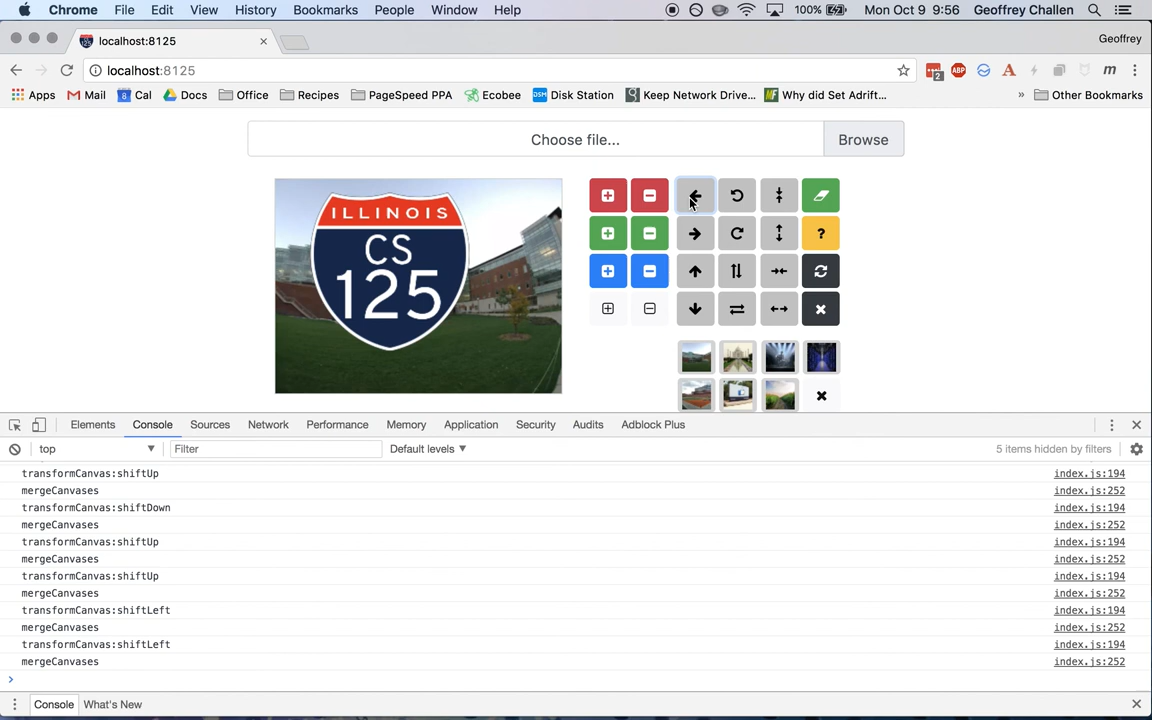 Chrome File Edit View History Bookmarks People Window Help 100% Mon Oct 9 9:56 Geoffrey Challen
localhost:8125 Geoffrey
localhost:8125 2 ABP A m
Apps Gmail Mail Cal Docs Office Recipes PageSpeed PPA Ecobee DSM Disk Station Keep Network Drive... Why did Set Adrift... » Other Bookmarks
Choose file... Browse
ILLINOIS
CS
125
?
Elements Console Sources Network Performance Memory Application Security Audits Adblock Plus
top Filter Default levels 5 items hidden by filters
transformCanvas:shiftUp index.js:194
mergeCanvases index.js:252
transformCanvas:shiftDown index.js:194
mergeCanvases index.js:252
transformCanvas:shiftUp index.js:194
mergeCanvases index.js:252
transformCanvas:shiftUp index.js:194
mergeCanvases index.js:252
transformCanvas:shiftLeft index.js:194
mergeCanvases index.js:252
transformCanvas:shiftLeft index.js:194
mergeCanvases index.js:252
Console What's New